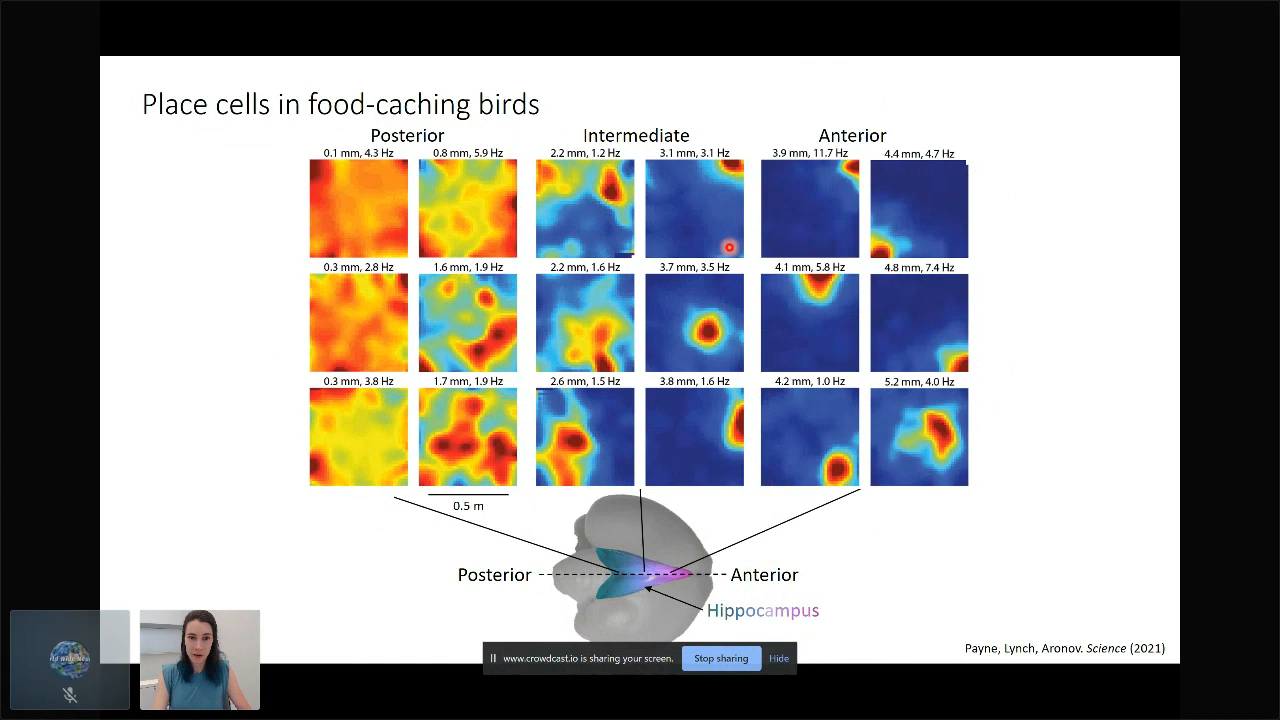 Place cells in food-caching birds
Posterior Intermediate Anterior
0.1 mm, 4.3 Hz 0.8 mm, 5.9 Hz 2.2 mm, 1.2 Hz 3.1 mm, 3.1 Hz 3.9 mm, 11.7 Hz 4.4 mm, 4.7 Hz
0.3 mm, 2.8 Hz 1.6 mm, 1.9 Hz 2.2 mm, 1.6 Hz 3.7 mm, 3.5 Hz 4.1 mm, 5.8 Hz 4.8 mm, 7.4 Hz
0.3 mm, 3.8 Hz 1.7 mm, 1.9 Hz 2.6 mm, 1.5 Hz 3.8 mm, 1.6 Hz 4.2 mm, 1.0 Hz 5.2 mm, 4.0 Hz
0.5 m
Posterior Anterior
Hippocampus
Payne, Lynch, Aronov. Science (2021)
www.crowdcast.io is sharing your screen. Stop sharing Hide